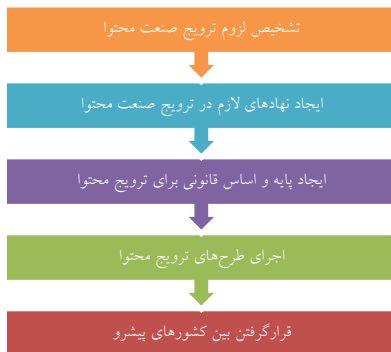 تشخیص لزوم ترویج صنعت محتوا
ایجاد نهادهای لازم در ترویج صنعت محتوا
ایجاد پایه و اساس قانونی برای ترویج محتوا
اجرای طرح‌های ترویج محتوا
قرارگرفتن بین کشورهای پیشرو